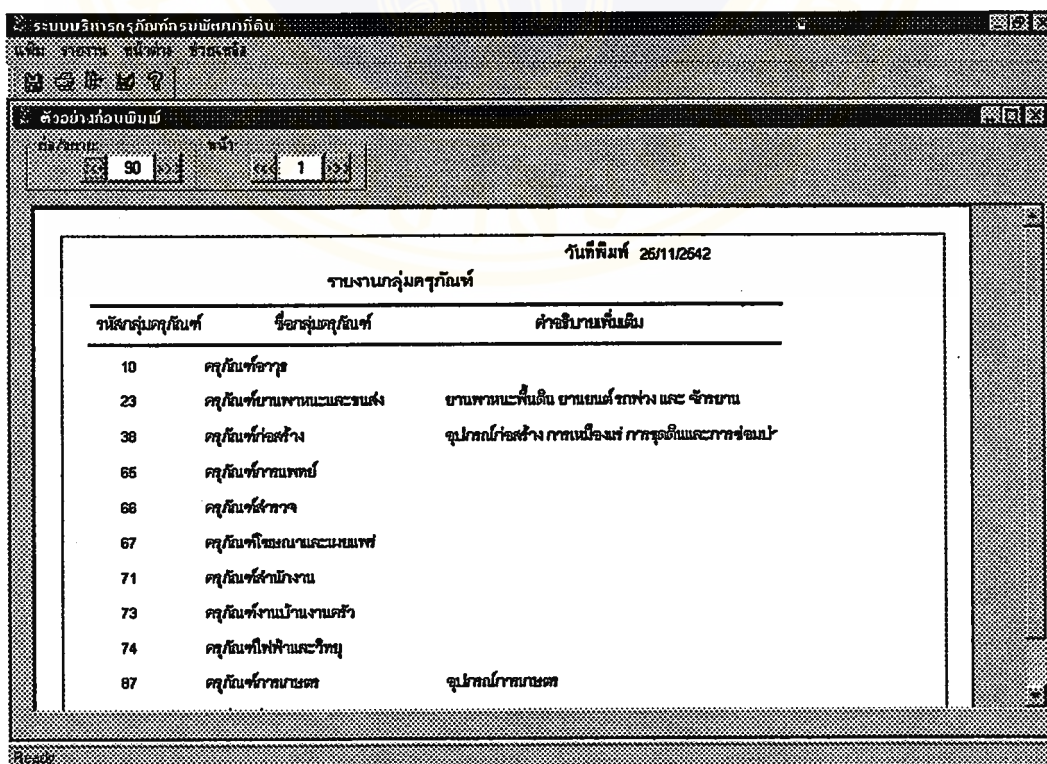 ระบบบริหารครุภัณฑ์กรมพัฒนาที่ดิน
แฟ้ม รายงาน หน้าต่าง ช่วยเหลือ
ตัวอย่างก่อนพิมพ์
ย่อ/ขยาย: หน้า
<< 90 >> << 1 >>
วันที่พิมพ์ 26/11/2542
รายงานกลุ่มครุภัณฑ์
รหัสกลุ่มครุภัณฑ์ ชื่อกลุ่มครุภัณฑ์ คำอธิบายเพิ่มเติม
10 ครุภัณฑ์อาวุธ
23 ครุภัณฑ์ยานพาหนะและขนส่ง ยานพาหนะพื้นดิน ยานยนต์ รถพ่วง และ จักรยาน
38 ครุภัณฑ์ก่อสร้าง อุปกรณ์ก่อสร้าง การเหมืองแร่ การขุดดินและการซ่อมบำ
65 ครุภัณฑ์การแพทย์
66 ครุภัณฑ์สำรวจ
67 ครุภัณฑ์โฆษณาและเผยแพร่
71 ครุภัณฑ์สำนักงาน
73 ครุภัณฑ์งานบ้านงานครัว
74 ครุภัณฑ์ไฟฟ้าและวิทยุ
87 ครุภัณฑ์การเกษตร อุปกรณ์การเกษตร
Ready